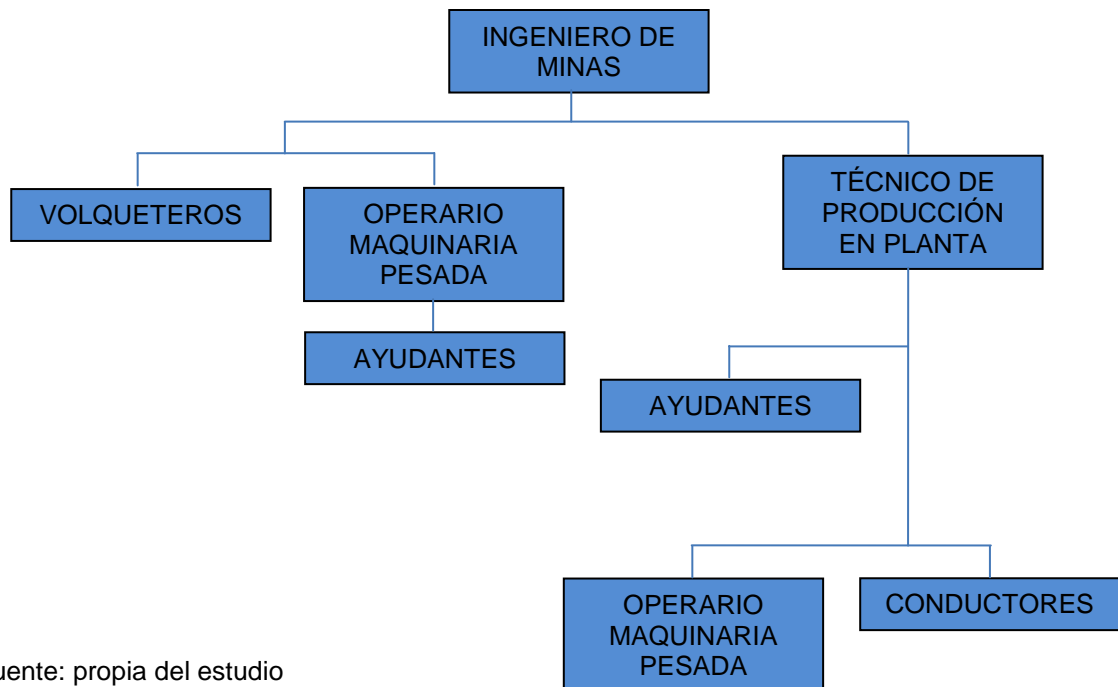 INGENIERO DE
MINAS
VOLQUETEROS
OPERARIO
MAQUINARIA
PESADA
TÉCNICO DE
PRODUCCIÓN
EN PLANTA
AYUDANTES
AYUDANTES
OPERARIO
MAQUINARIA
PESADA
CONDUCTORES
uente: propia del estudio